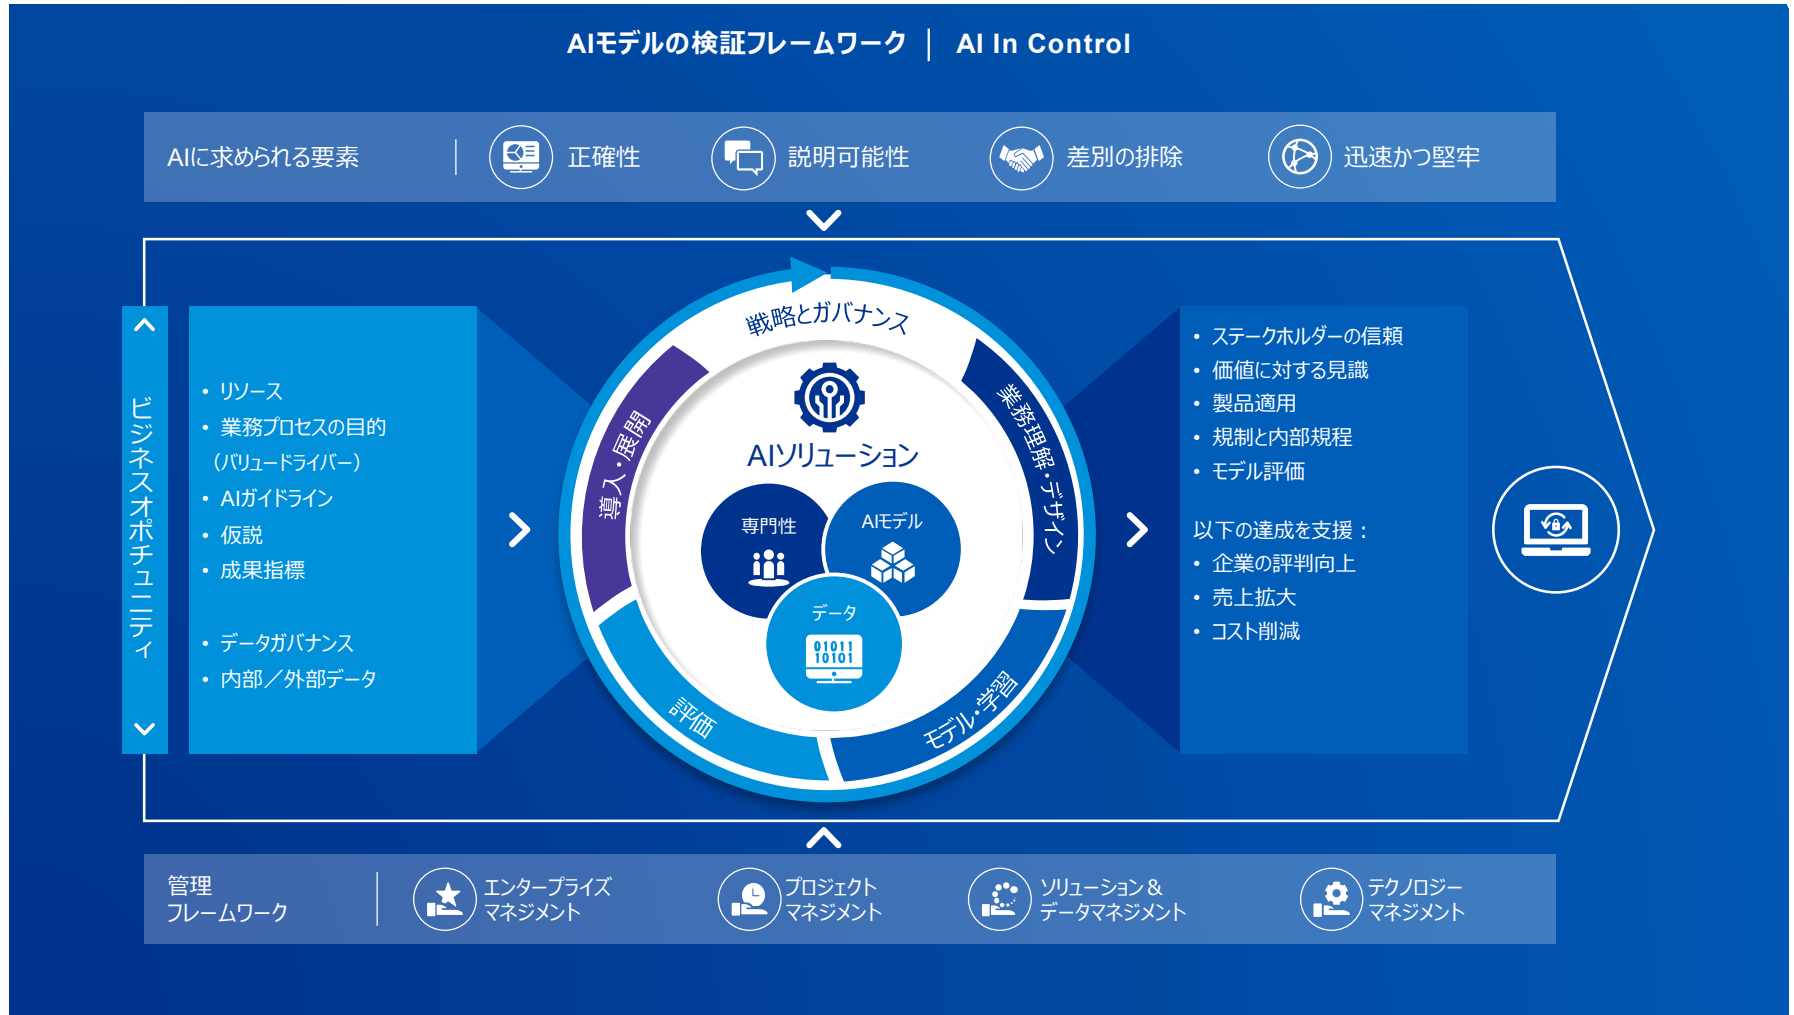 AIモデルの検証フレームワーク │ AI In Control
AIに求められる要素
正確性
説明可能性
差別の排除
迅速かつ堅牢
ビジネスオポチュニティ
• リソース
• 業務プロセスの目的
（バリュードライバー）
• AIガイドライン
• 仮説
• 成果指標
• データガバナンス
• 内部／外部データ
戦略とガバナンス
業務理解・デザイン
モデル・学習
評価
導入・展開
AIソリューション
専門性
AIモデル
データ
01011
10101
• ステークホルダーの信頼
• 価値に対する見識
• 製品適用
• 規制と内部規程
• モデル評価
以下の達成を支援：
• 企業の評判向上
• 売上拡大
• コスト削減
管理
フレームワーク
エンタープライズ
マネジメント
プロジェクト
マネジメント
ソリューション＆
データマネジメント
テクノロジー
マネジメント